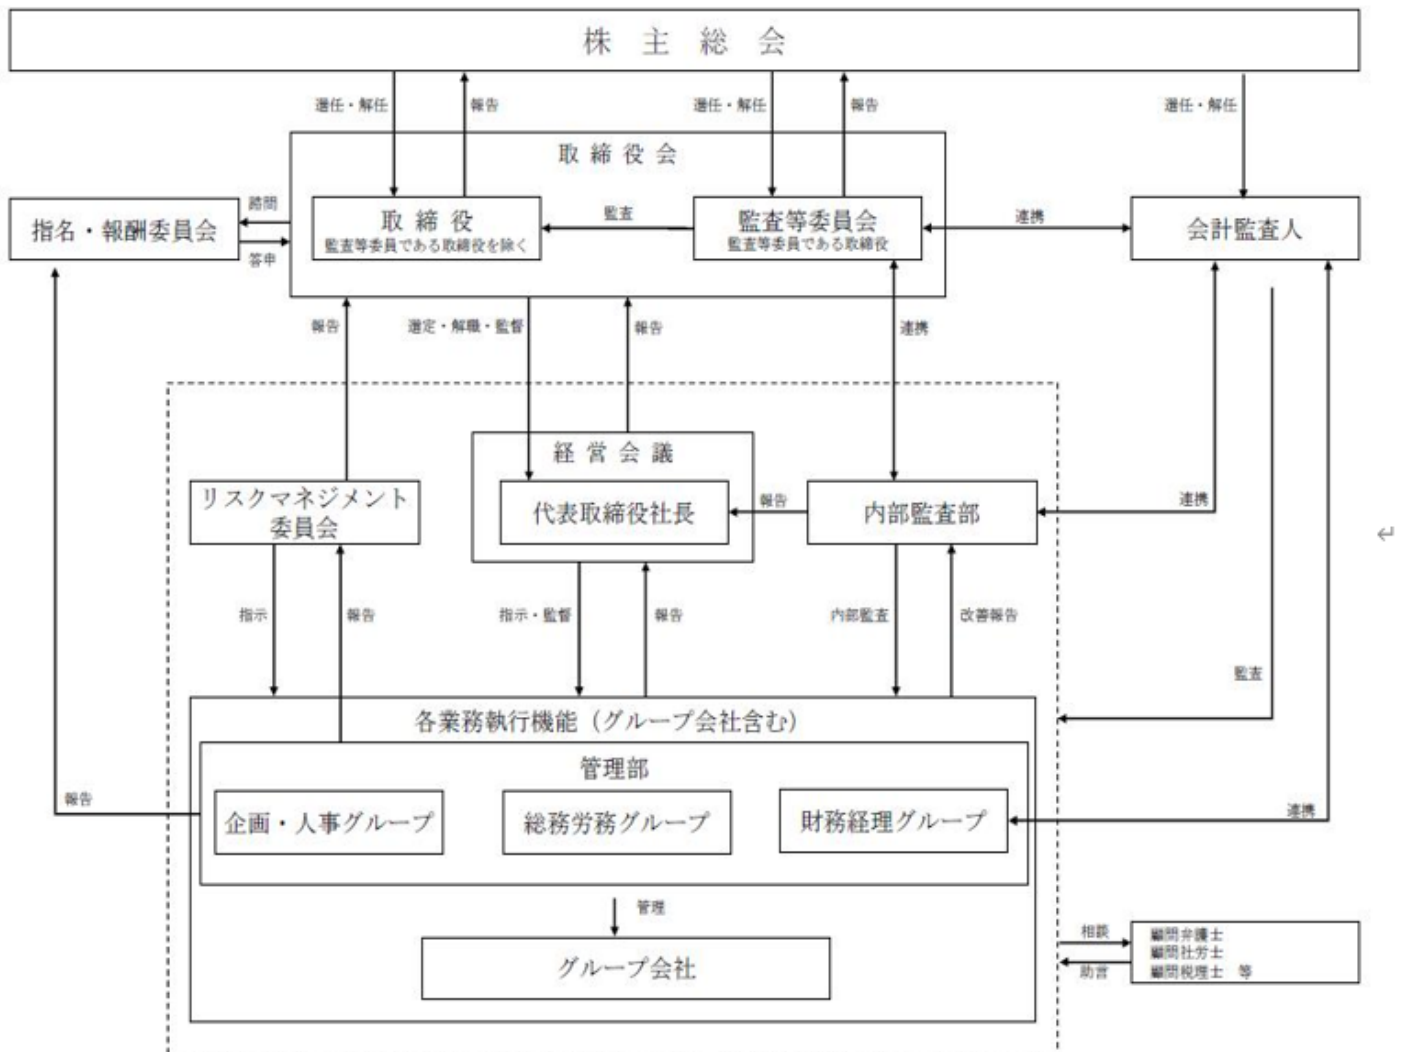 株主総会
選任・解任
報告
選任・解任
報告
選任・解任
取締役会
指名・報酬委員会
諮問
答申
取締役
監査等委員である取締役を除く
監査
監査等委員会
監査等委員である取締役
連携
会計監査人
報告
選定・解職・監督
報告
連携
経営会議
リスクマネジメント
委員会
代表取締役社長
報告
内部監査部
連携
指示
報告
指示・監督
報告
内部監査
改善報告
監査
各業務執行機能（グループ会社含む）
管理部
報告
企画・人事グループ
総務労務グループ
財務経理グループ
連携
管理
グループ会社
相談
助言
顧問弁護士
顧問社労士
顧問税理士　等